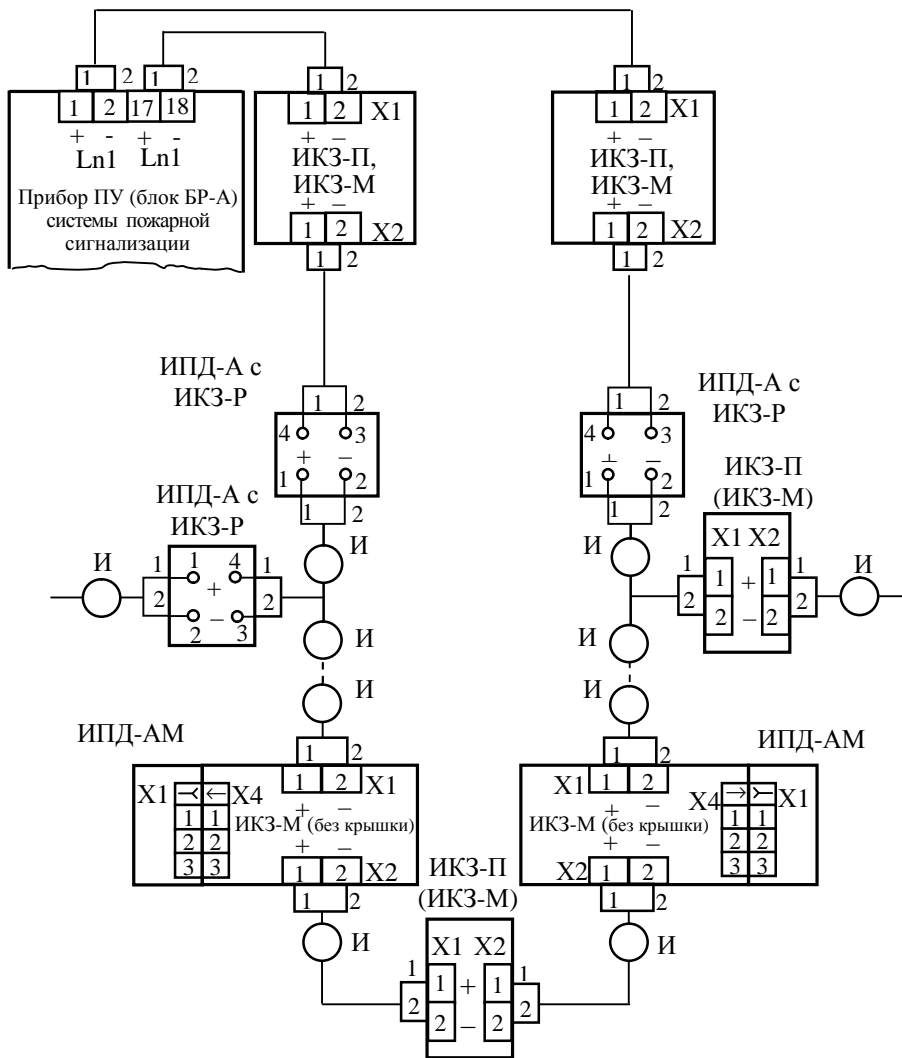 1 2 1 2
1 2 17 18
+ - + -
Ln1 Ln1
Прибор ПУ (блок БР-А)
системы пожарной
сигнализации
1 2
1 2 X1
+ –
ИКЗ-П,
ИКЗ-М
+ –
1 2 X2
1 2
1 2
1 2 X1
+ –
ИКЗ-П,
ИКЗ-М
+ –
1 2 X2
1 2
ИПД-А с
ИКЗ-Р
1 2
4 3
+ –
1 2
1 2
И
ИПД-А с
ИКЗ-Р
1 2
4 3
+ –
1 2
1 2
И
ИПД-А с
ИКЗ-Р
И
1 1 4 1
+
2 – 2
2 3
ИКЗ-П
(ИКЗ-М)
X1 X2
1 1 + 1 1
2 2 – 2 2
И
И
И
И
И
ИПД-АМ
1 2
1 2 X1
X1 X4
+ –
1 1 ИКЗ-М (без крышки)
2 2 + –
3 3 1 2 X2
1 2
И
ИПД-АМ
1 2
X1 1 2
X4 X1
+ –
ИКЗ-М (без крышки) 1 1
+ – 2 2
X2 1 2 3 3
1 2
И
ИКЗ-П
(ИКЗ-М)
X1 X2
1 1 + 1 1
2 2 – 2 2